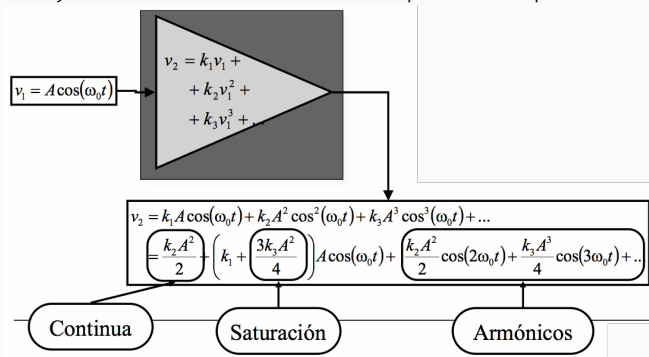 v₁ = A cos(ω₀t)
v₂ = k₁v₁ +
+ k₂v₁² +
+ k₃v₁³ + ...
v₂ = k₁A cos(ω₀t) + k₂A² cos²(ω₀t) + k₃A³ cos³(ω₀t) + ...
= k₂A²/2 + (k₁ + 3k₃A²/4) A cos(ω₀t) + k₂A²/2 cos(2ω₀t) + k₃A³/4 cos(3ω₀t) + ...
Continua Saturación Armónicos